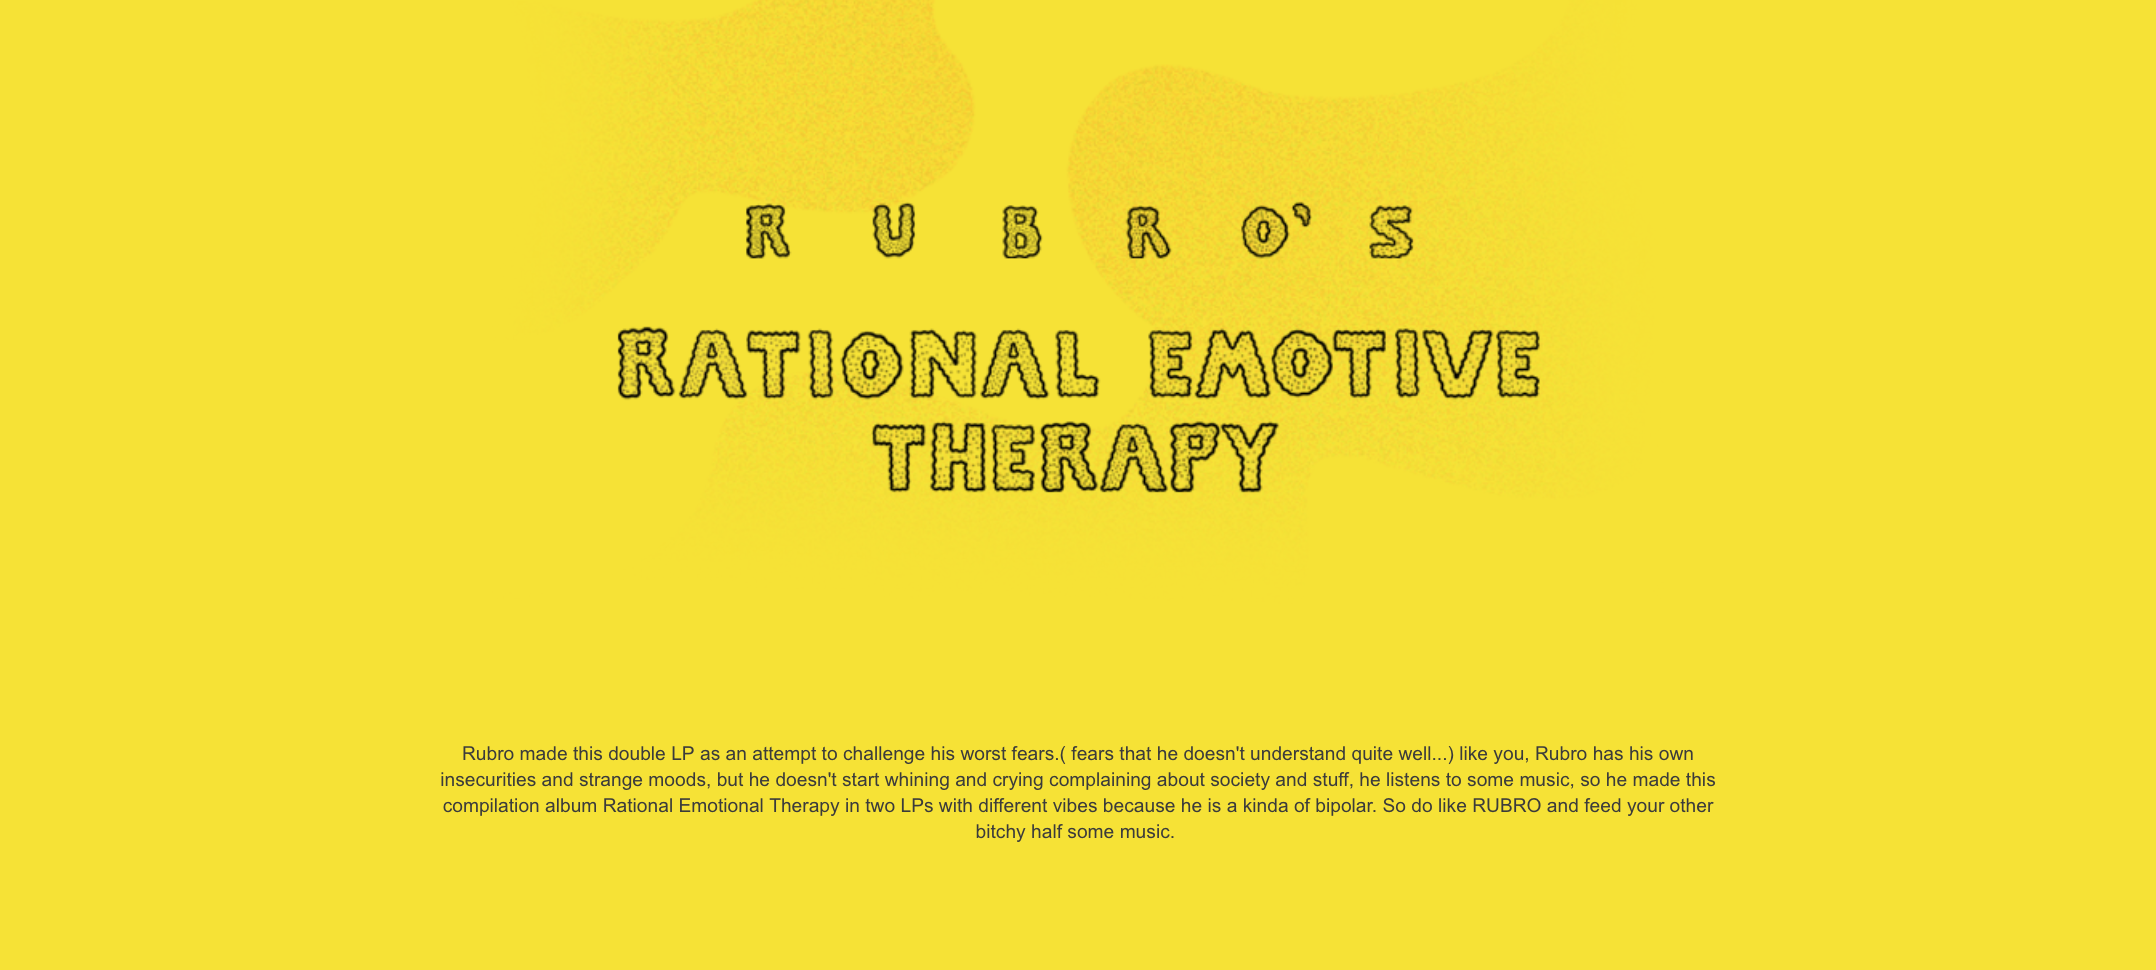 RUBRO'S
RATIONAL EMOTIVE
THERAPY
Rubro made this double LP as an attempt to challenge his worst fears.( fears that he doesn't understand quite well...) like you, Rubro has his own
insecurities and strange moods, but he doesn't start whining and crying complaining about society and stuff, he listens to some music, so he made this
compilation album Rational Emotional Therapy in two LPs with different vibes because he is a kinda of bipolar. So do like RUBRO and feed your other
bitchy half some music.